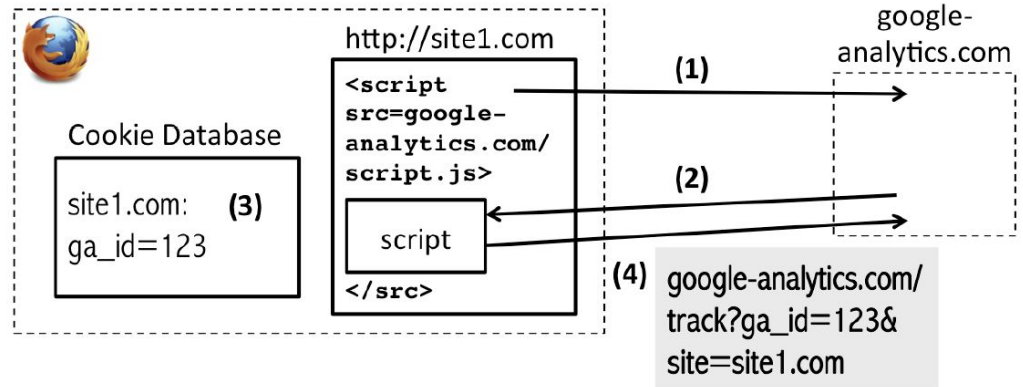 google-
analytics.com
http://site1.com
(1)
<script
src=google-
analytics.com/
script.js>
Cookie Database
(2)
site1.com: (3)
ga_id=123
script
</src>
(4)
google-analytics.com/
track?ga_id=123&
site=site1.com